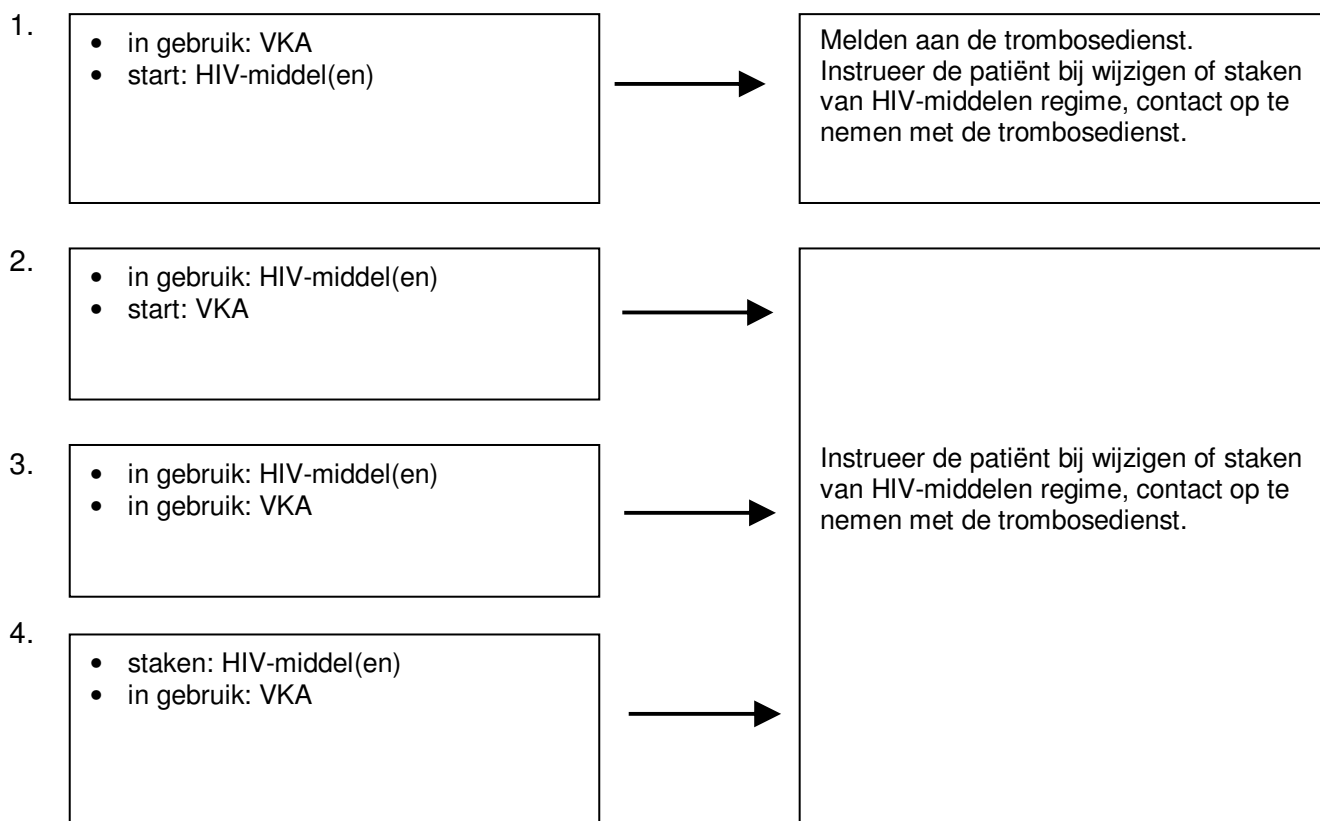 1.
• in gebruik: VKA
• start: HIV-middel(en)
Melden aan de trombosedienst.
Instrueer de patiënt bij wijzigen of staken
van HIV-middelen regime, contact op te
nemen met de trombosedienst.
2.
• in gebruik: HIV-middel(en)
• start: VKA
3.
• in gebruik: HIV-middel(en)
• in gebruik: VKA
4.
• staken: HIV-middel(en)
• in gebruik: VKA
Instrueer de patiënt bij wijzigen of staken
van HIV-middelen regime, contact op te
nemen met de trombosedienst.